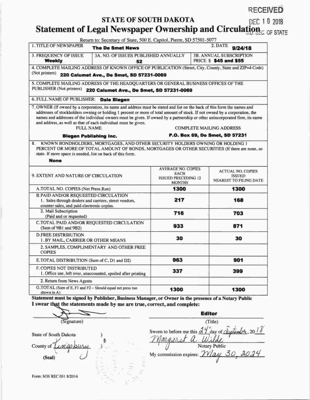 RECEIVED
DEC 10 2018
STATE OF SOUTH DAKOTA
Statement of Legal Newspaper Ownership and Circulation
SD SEC. OF STATE
Return to: Secretary of State, 500 E. Capitol, Pierre, SD 57501-5077
1. TITLE OF NEWSPAPER The De Smet News
2. DATE 9/24/18
3. FREQUENCY OF ISSUE Weekly
3A. NO. OF ISSUES PUBLISHED ANNUALLY 52
3B. ANNUAL SUBSCRIPTION PRICE $ $45 and $55
4. COMPLETE MAILING ADDRESS OF KNOWN OFFICE OF PUBLICATION (Street, City, County, State and ZIP+4 Code)
(Not printers) 220 Calumet Ave., De Smet, SD 57231-0069
5. COMPLETE MAILING ADDRESS OF THE HEADQUARTERS OR GENERAL BUSINESS OFFICES OF THE
PUBLISHER (Not printers) 220 Calumet Ave., De Smet, SD 57231-0069
6. FULL NAME OF PUBLISHER: Dale Blegen
7. OWNER (If owned by a corporation, its name and address must be stated and list on the back of this form the names and
addresses of stockholders owning or holding 1 percent or more of total amount of stock. If not owned by a corporation, the
names and addresses of the individual owners must be given. If owned by a partnership or other unincorporated firm, its name
and address, as well as that of each individual must be given.
FULL NAME COMPLETE MAILING ADDRESS
Blegen Publishing Inc. P.O. Box 69, De Smet, SD 57231
8. KNOWN BONDHOLDERS, MORTGAGES, AND OTHER SECURITY HOLDERS OWNING OR HOLDING 1
PERCENT OR MORE OF TOTAL AMOUNT OF BONDS, MORTGAGES OR OTHER SECURITIES (If there are none, so
state. If more space is needed, list on back of this form.
None
9. EXTENT AND NATURE OF CIRCULATION
AVERAGE NO. COPIES
EACH
ISSUED PRECEDING 12
MONTHS
ACTUAL NO. COPIES
ISSUED
NEAREST TO FILING DATE
A. TOTAL NO. COPIES (Net Press Run) 1300 1300
B. PAID AND/OR REQUESTED CIRCULATION
1. Sales through dealers and carriers, street vendors,
counter sales, and paid electronic copies. 217 168
2. Mail Subscription
(Paid and or requested) 716 703
C. TOTAL PAID AND/OR REQUESTED CIRCULATION
(Sum of 9B1 and 9B2) 933 871
D. FREE DISTRIBUTION
1. BY MAIL, CARRIER OR OTHER MEANS 30 30
2. SAMPLES, COMPLIMENTARY AND OTHER FREE
COPIES
E. TOTAL DISTRIBUTION (Sum of C, D1 and D2) 963 901
F. COPIES NOT DISTRIBUTED
1. Office use, left over, unaccounted, spoiled after printing 337 399
2. Return from News Agents
G. TOTAL (Sum of E, F1 and F2 - Should equal net press run
shown in A) 1300 1300
Statement must be signed by Publisher, Business Manager, or Owner in the presence of a Notary Public
I swear that the statements made by me are true, correct, and complete:
Editor
(Signature) (Title)
State of South Dakota )
Sworn to before me this 24th day of September, 2018
County of Kingsbury )
Margaret A. Wilde
Notary Public
(Seal)
My commission expires: May 30, 2024
Form: SOS REC 051 8/2014